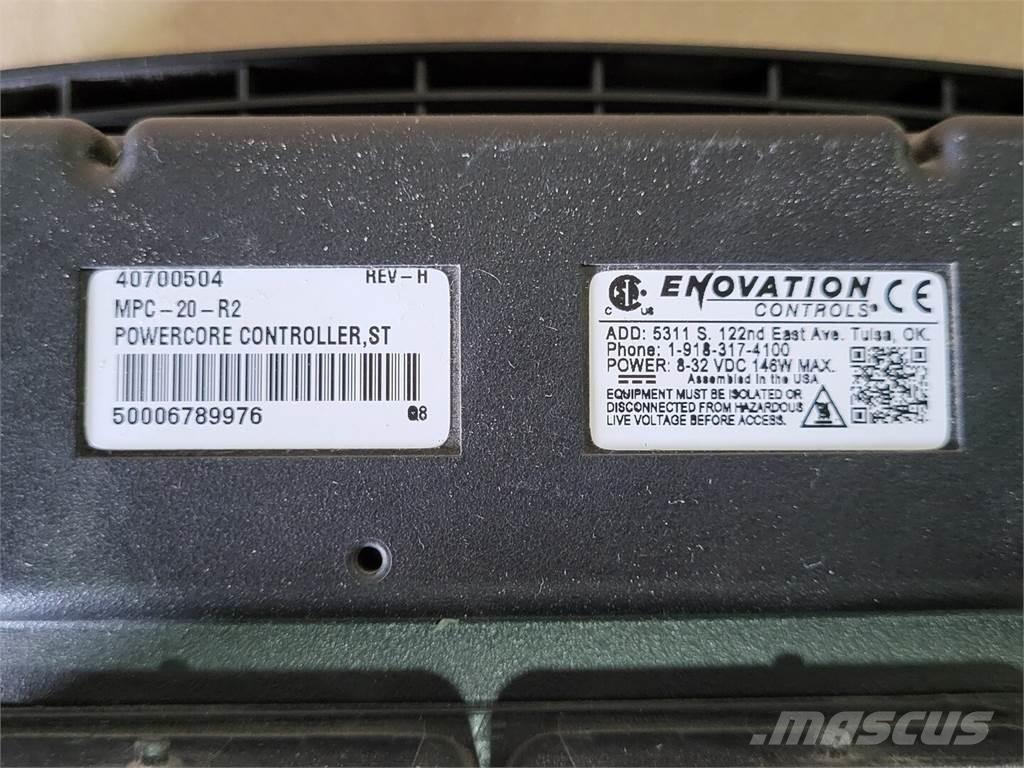 40700504 REV-H
MPC-20-R2
POWERCORE CONTROLLER,ST
50006789976 Q8
C US
ENOVATION
CONTROLS®
CE
ADD: 5311 S. 122nd East Ave. Tulsa, OK.
Phone: 1-918-317-4100
POWER: 8-32 VDC 146W MAX.
Assembled in the USA
EQUIPMENT MUST BE ISOLATED OR
DISCONNECTED FROM HAZARDOUS
LIVE VOLTAGE BEFORE ACCESS.
MASCUS